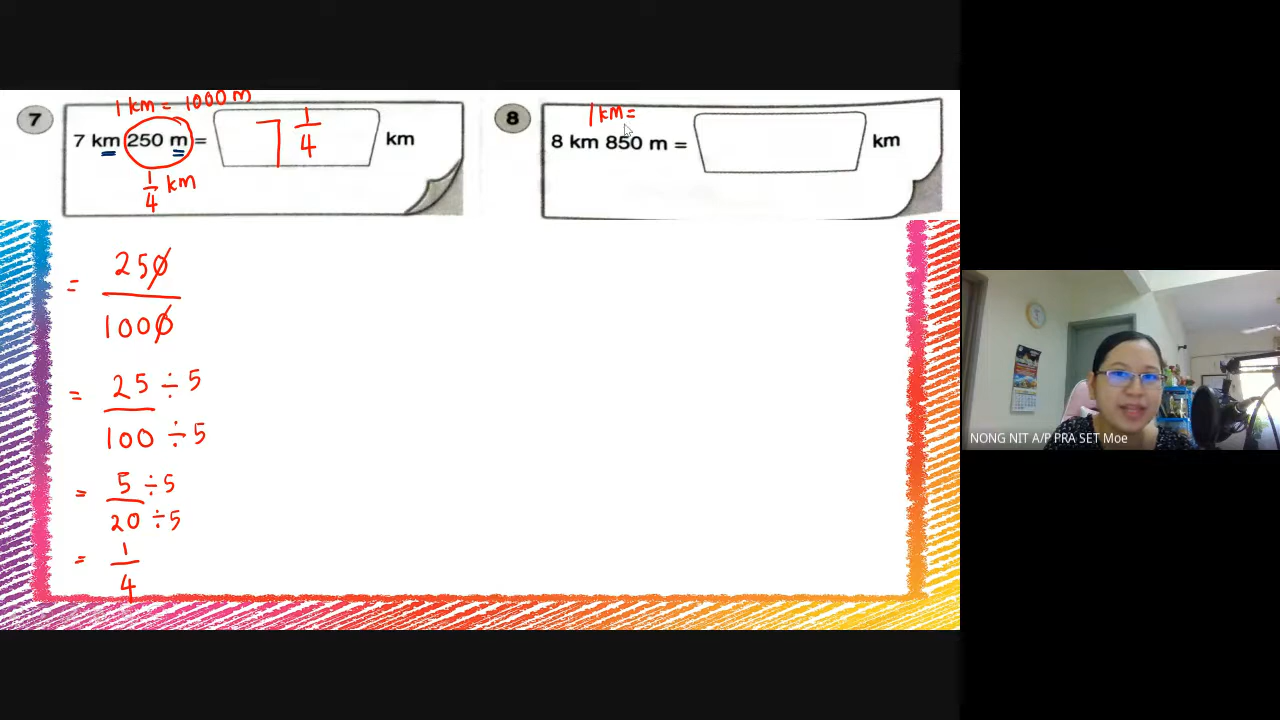 1 km = 1000 m
7
7 km 250 m = 7 1/4 km
1/4 km
= 250/1000
= 25 ÷ 5
100 ÷ 5
= 5 ÷ 5
20 ÷ 5
= 1/4
1 km =
8
8 km 850 m = km
NONG NIT A/P PRA SET Moe